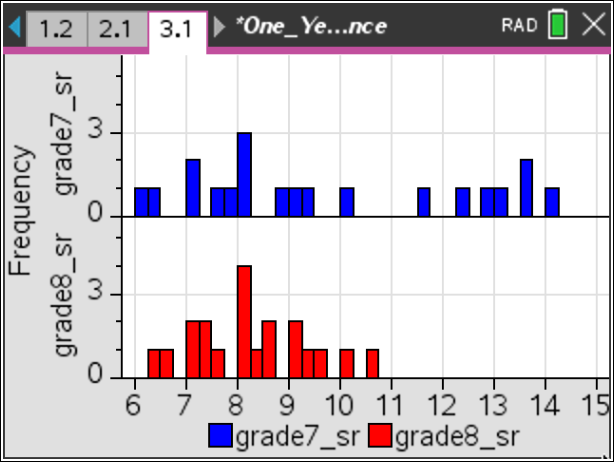 1.2 2.1 3.1 *One_Ye...nce RAD
Frequency
grade7_sr
3
0
grade8_sr
3
0
6 7 8 9 10 11 12 13 14 15
grade7_sr grade8_sr